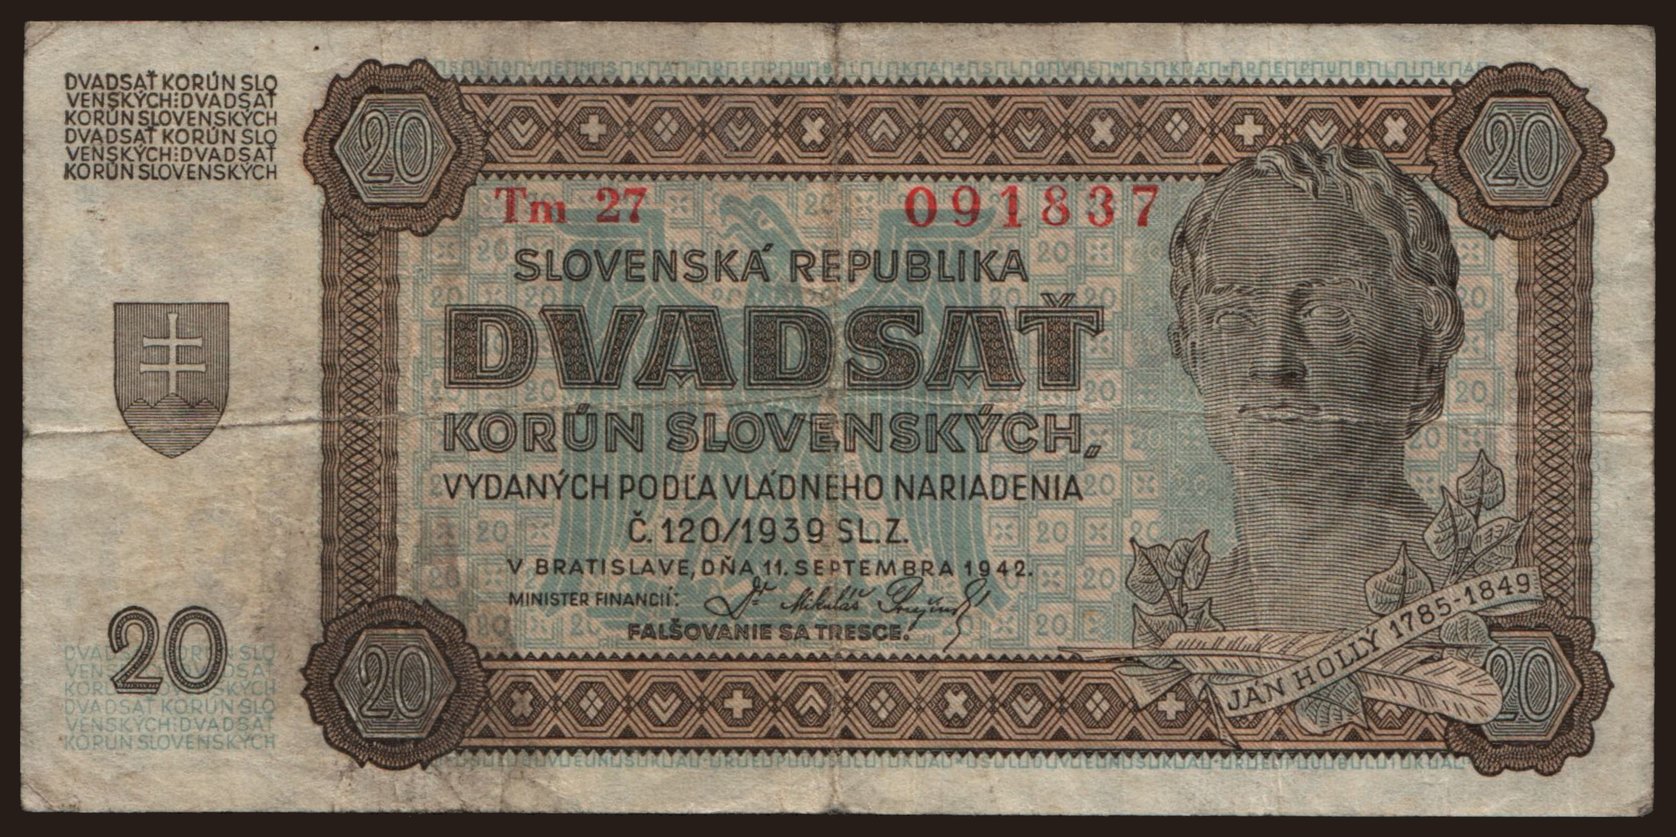 DVADSAŤ KORÚN SLO
VENSKÝCH:DVADSAŤ
KORÚN SLOVENSKÝCH
DVADSAŤ KORÚN SLO
VENSKÝCH:DVADSAŤ
KORÚN SLOVENSKÝCH
20
20
Tm 27
091837
SLOVENSKÁ REPUBLIKA
DVADSAŤ
KORÚN SLOVENSKÝCH,
VYDANÝCH PODĽA VLÁDNEHO NARIADENIA
Č. 120/1939 SL. Z.
V BRATISLAVE, DŇA 11. SEPTEMBRA 1942.
MINISTER FINANCIÍ:
FALŠOVANIE SA TRESCE.
JÁN HOLLÝ 1785-1849
20
20
20
DVADSAŤ KORÚN SLO
VENSKÝCH:DVADSAŤ
KORÚN SLOVENSKÝCH
DVADSAŤ KORÚN SLO
VENSKÝCH:DVADSAŤ
KORÚN SLOVENSKÝCH